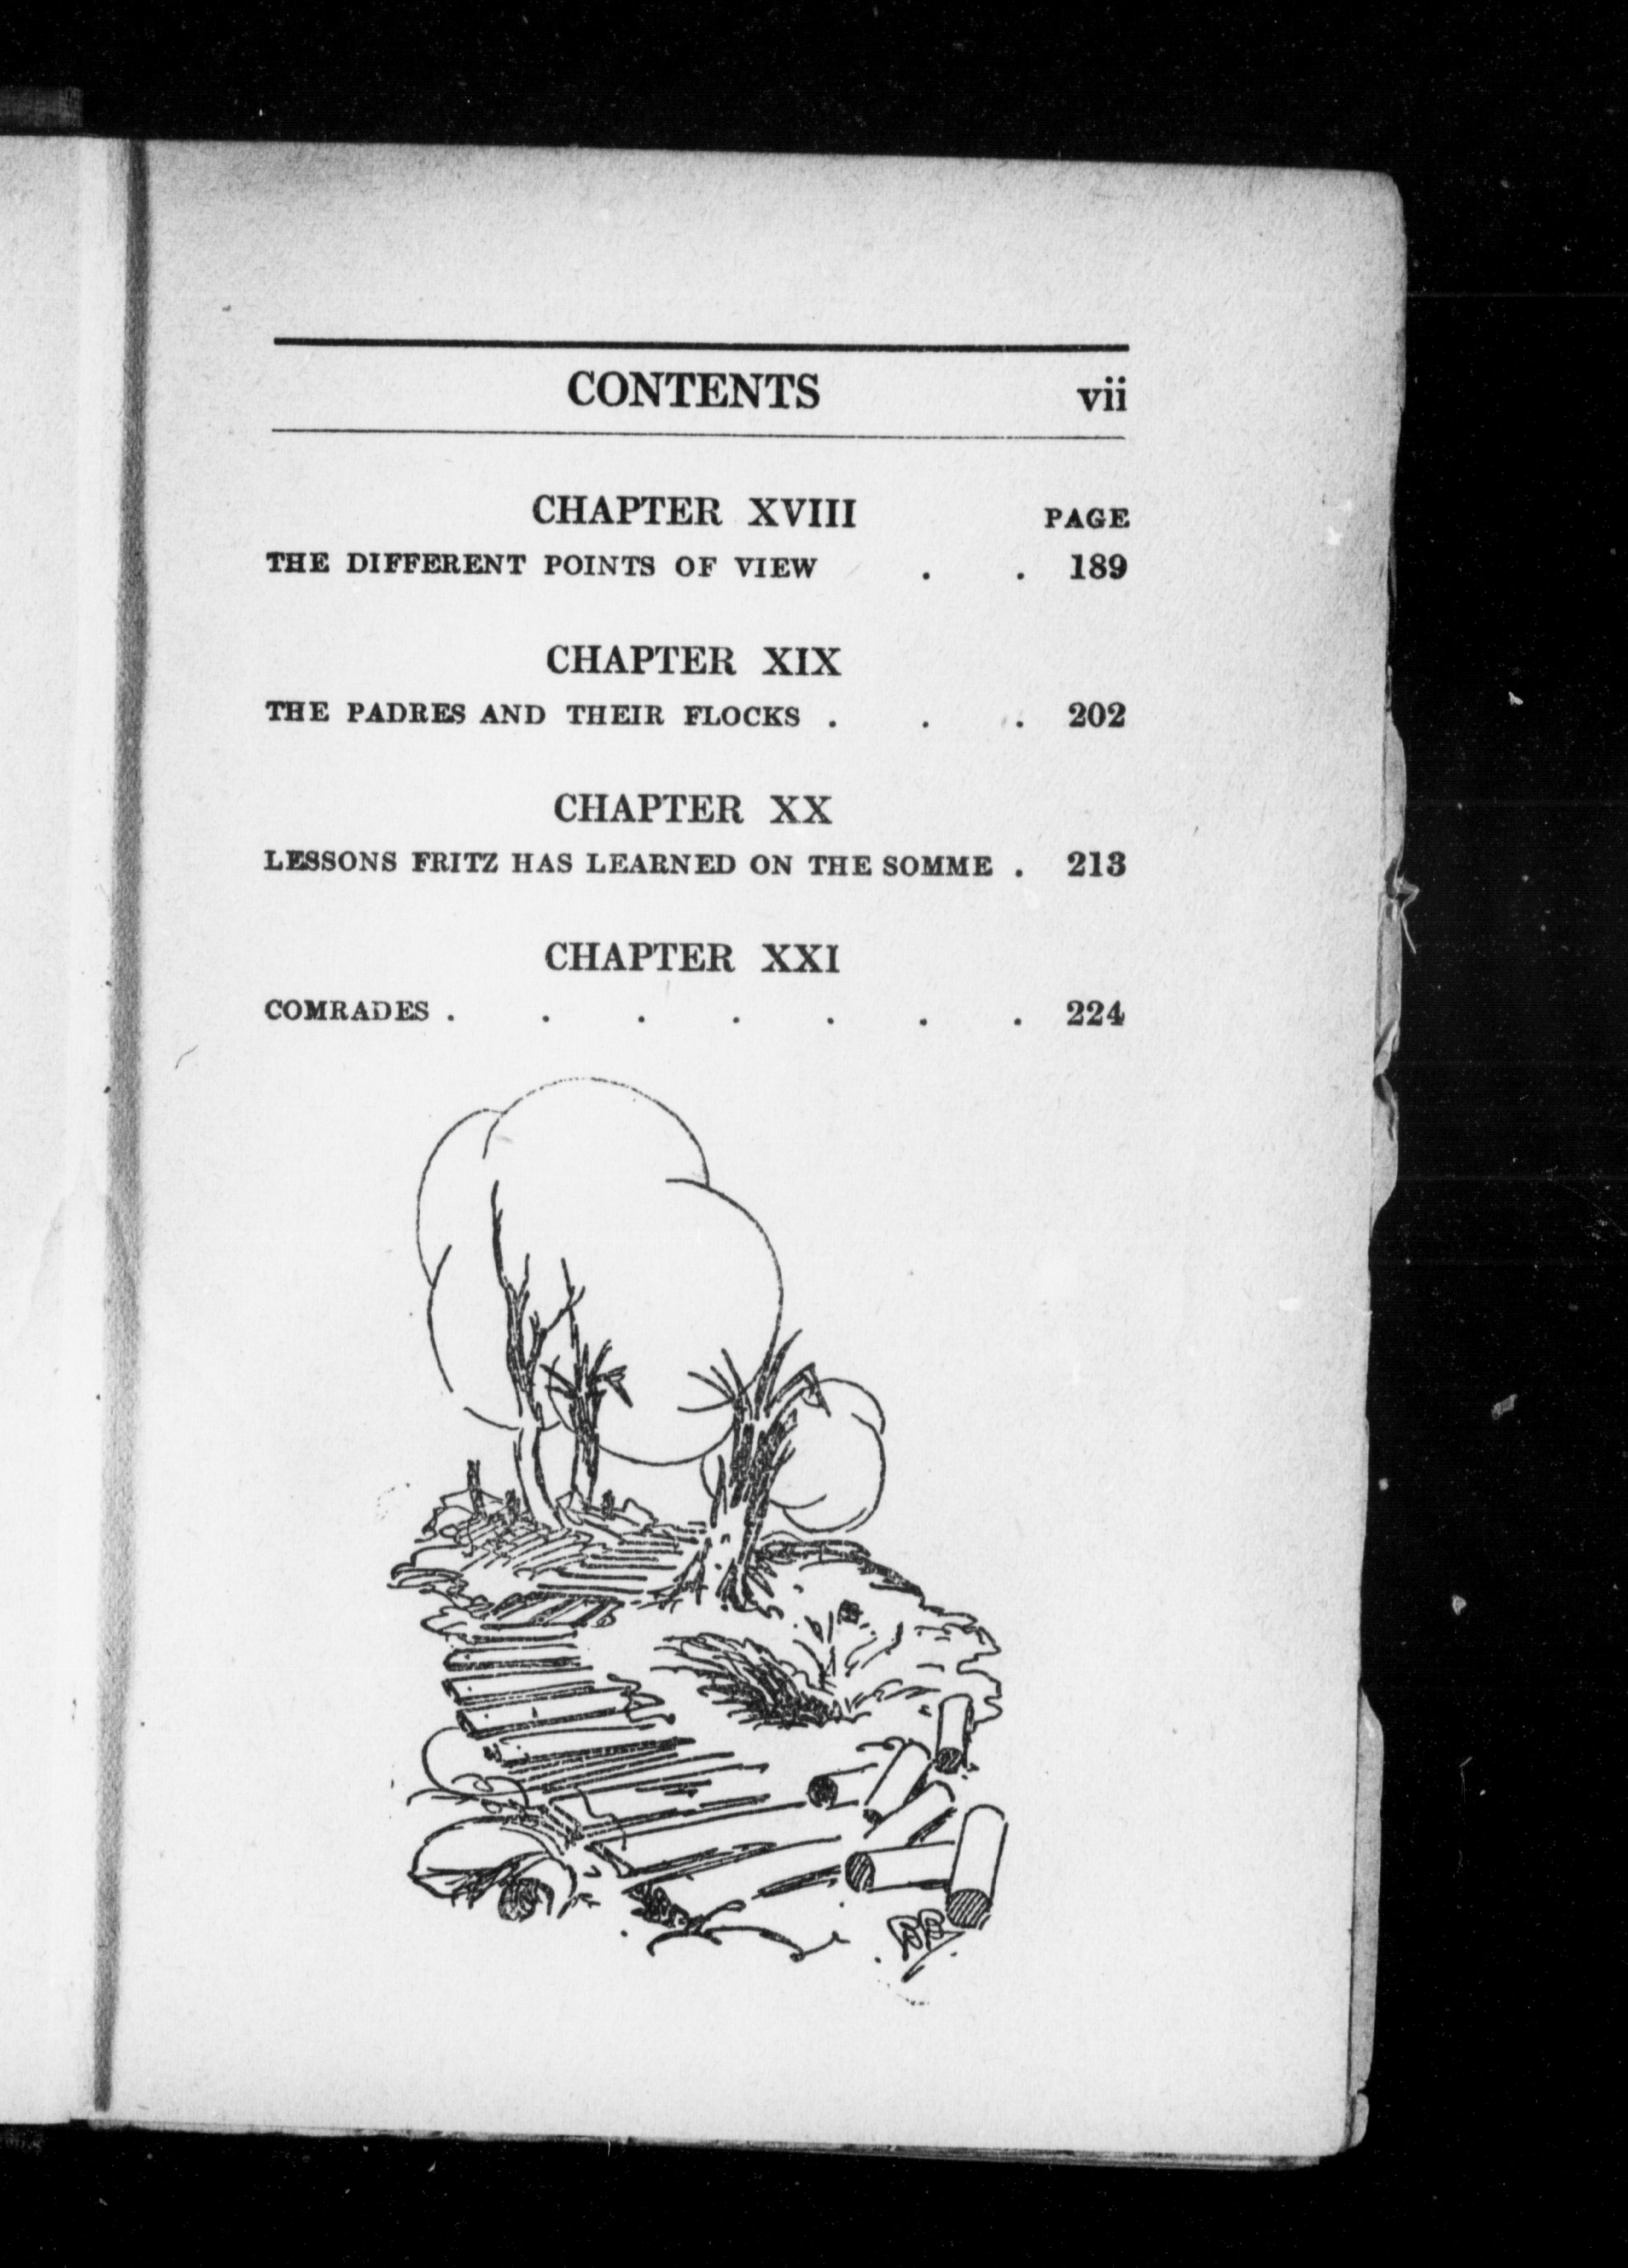 CONTENTS vii
CHAPTER XVIII PAGE
THE DIFFERENT POINTS OF VIEW . . 189
CHAPTER XIX
THE PADRES AND THEIR FLOCKS . . . 202
CHAPTER XX
LESSONS FRITZ HAS LEARNED ON THE SOMME . 213
CHAPTER XXI
COMRADES . . . . . . . 224
BB